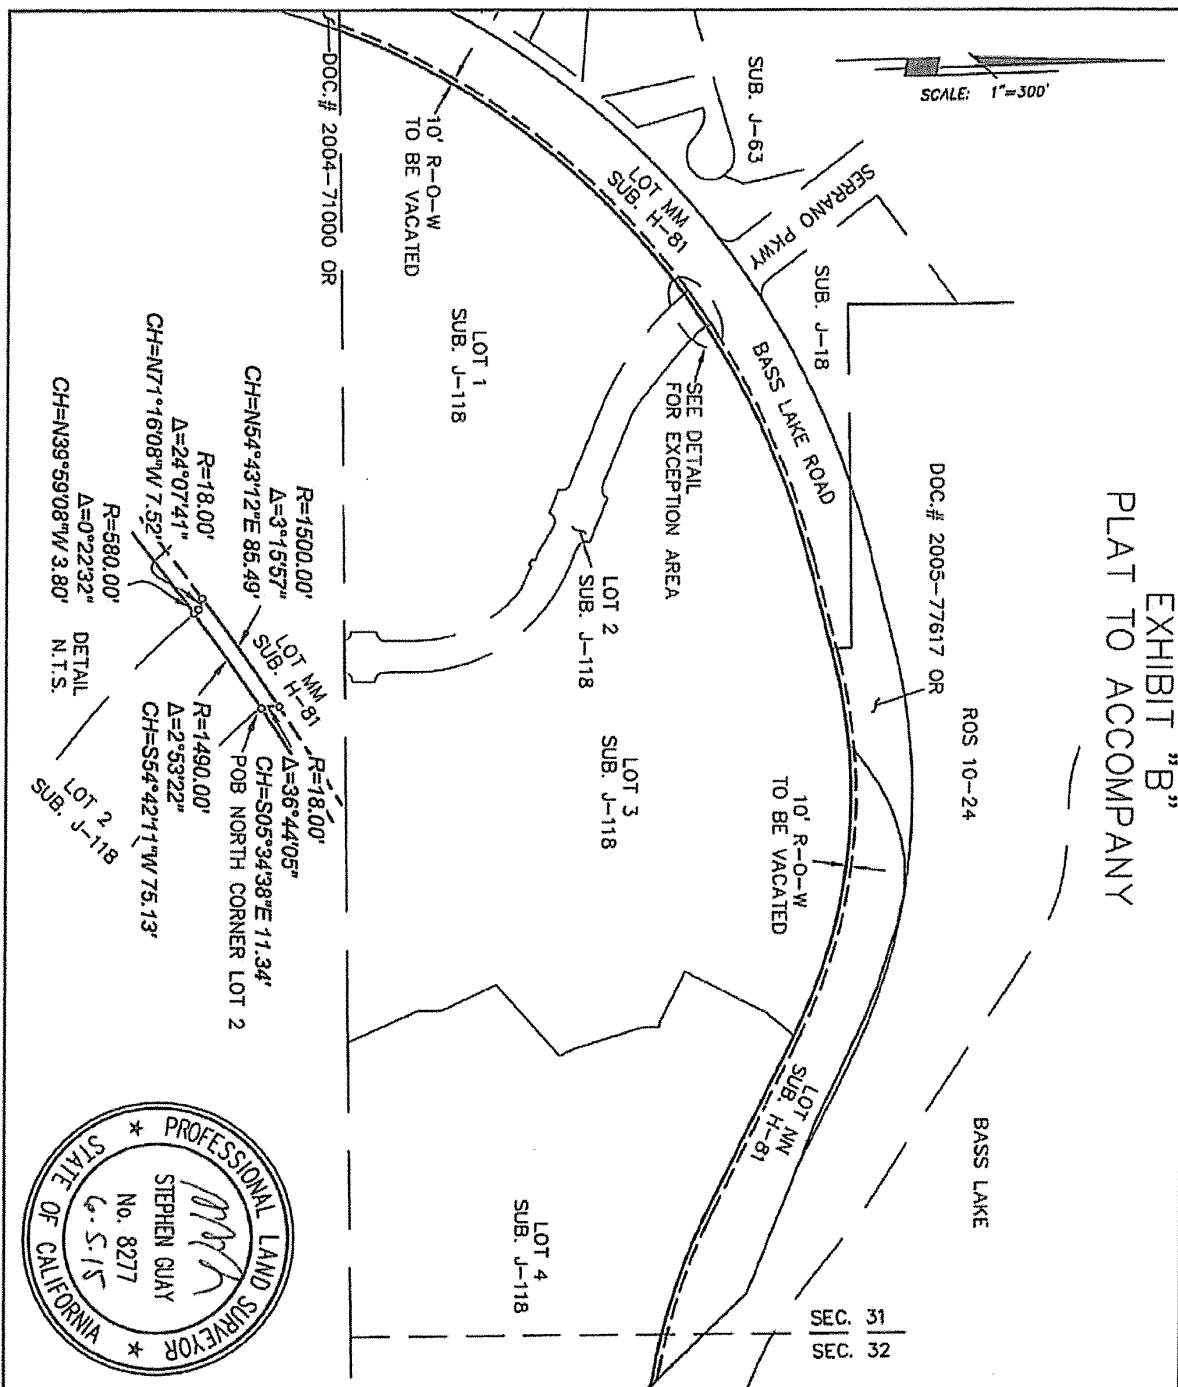 EXHIBIT "B"
PLAT TO ACCOMPANY
SCALE: 1"=300'
SUB. J-63
SERRANO PKWY
SUB. J-18
LOT MM
SUB. H-81
BASS LAKE ROAD
DOC.# 2005-77617 OR
ROS 10-24
BASS LAKE
10' R-O-W
TO BE VACATED
DOC.# 2004-71000 OR
SEE DETAIL
FOR EXCEPTION AREA
LOT 1
SUB. J-118
LOT 2
SUB. J-118
LOT 3
SUB. J-118
10' R-O-W
TO BE VACATED
LOT NN
SUB. H-81
LOT 4
SUB. J-118
SEC. 31
SEC. 32
R=1500.00'
Δ=3°15'57"
CH=N54°43'12"E 85.49'
R=18.00'
Δ=24°07'41"
CH=N71°16'08"W 7.52'
R=580.00'
Δ=0°22'32"
CH=N39°59'08"W 3.80'
LOT MM
SUB. H-81
R=18.00'
Δ=36°44'05"
CH=S05°34'38"E 11.34'
POB NORTH CORNER LOT 2
R=1490.00'
Δ=2°53'22"
CH=S54°42'11"W 75.13'
LOT 2
SUB. J-118
DETAIL
N.T.S.
PROFESSIONAL LAND SURVEYOR
STEPHEN GUAY
No. 8277
6-5-15
STATE OF CALIFORNIA